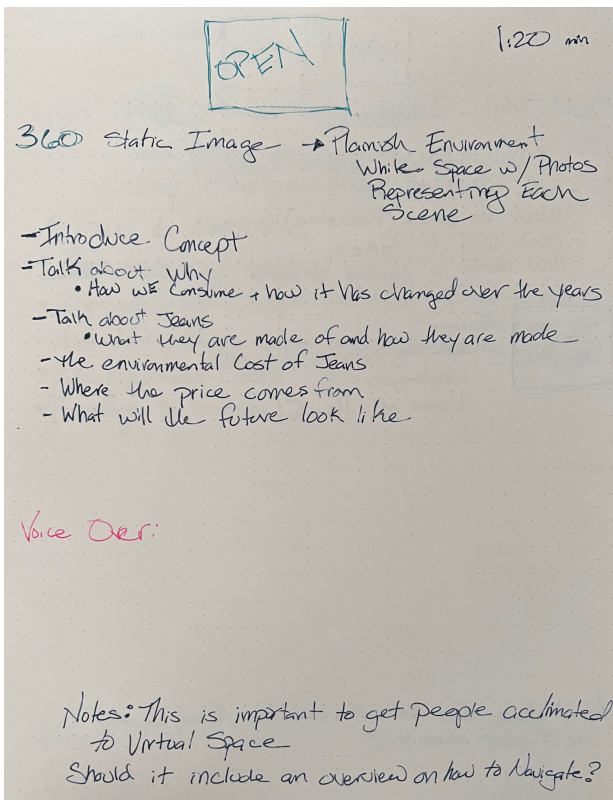 OPEN
1:20 min
360 Static Image → Plamish Environment
White Space w/ Photos
Representing Each
Scene
- Introduce Concept
- Talk about Why
• How we Consume + how it has changed over the years
- Talk about Jeans
• What they are made of and how they are made
- The environmental Cost of Jeans
- Where the price comes from
- What will the future look like
Voice Over:
Notes: This is important to get people acclimated
to Virtual Space
Should it include an overview on how to Navigate?